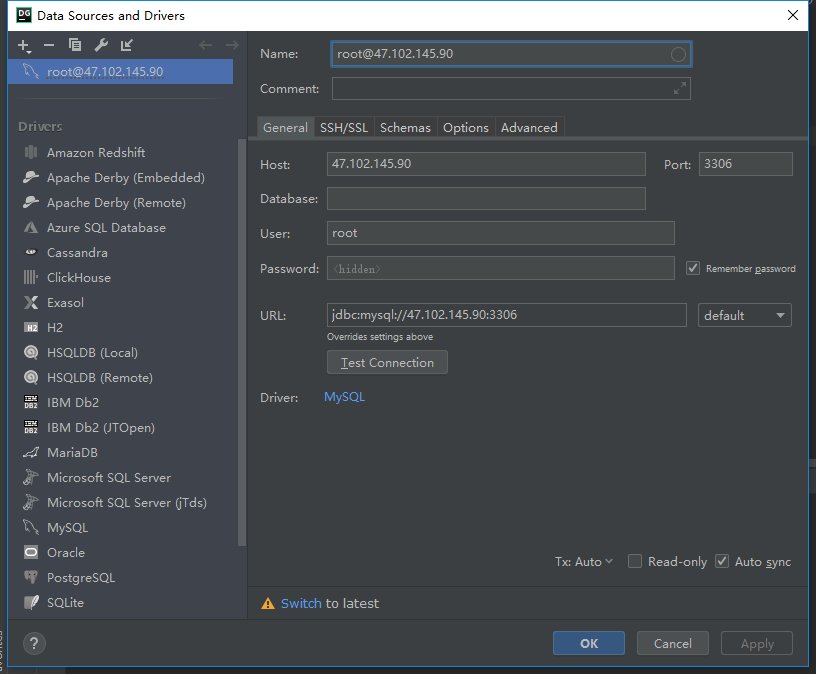 DG Data Sources and Drivers
root@47.102.145.90
Drivers
Amazon Redshift
Apache Derby (Embedded)
Apache Derby (Remote)
Azure SQL Database
Cassandra
ClickHouse
Exasol
H2 H2
HSQLDB (Local)
HSQLDB (Remote)
IBM DB2 IBM Db2
IBM DB2 IBM Db2 (JTOpen)
MariaDB
Microsoft SQL Server
Microsoft SQL Server (jTds)
MySQL
Oracle
PostgreSQL
SQLite
Name: root@47.102.145.90
Comment:
General SSH/SSL Schemas Options Advanced
Host: 47.102.145.90 Port: 3306
Database:
User: root
Password: <hidden> Remember password
URL: jdbc:mysql://47.102.145.90:3306 default
Overrides settings above
Test Connection
Driver: MySQL
Tx: Auto Read-only Auto sync
Switch to latest
? OK Cancel Apply